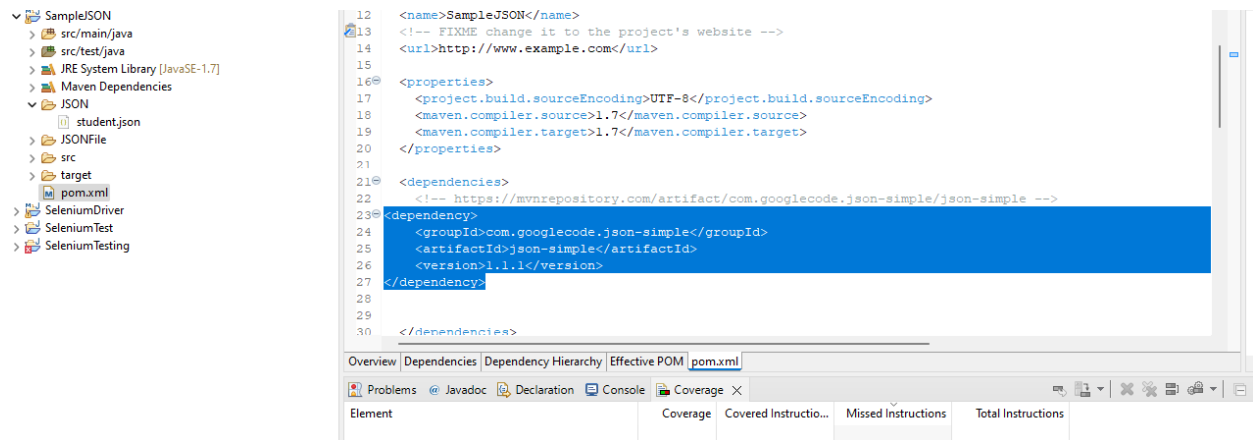 SampleJSON
src/main/java
src/test/java
JRE System Library [JavaSE-1.7]
Maven Dependencies
JSON
student.json
JSONFile
src
target
pom.xml
SeleniumDriver
SeleniumTest
SeleniumTesting
12 <name>SampleJSON</name>
13 <!-- FIXME change it to the project's website -->
14 <url>http://www.example.com</url>
15
16 <properties>
17 <project.build.sourceEncoding>UTF-8</project.build.sourceEncoding>
18 <maven.compiler.source>1.7</maven.compiler.source>
19 <maven.compiler.target>1.7</maven.compiler.target>
20 </properties>
21
21 <dependencies>
22 <!-- https://mvnrepository.com/artifact/com.googlecode.json-simple/json-simple -->
23 <dependency>
24 <groupId>com.googlecode.json-simple</groupId>
25 <artifactId>json-simple</artifactId>
26 <version>1.1.1</version>
27 </dependency>
28
29
30 </dependencies>
Overview Dependencies Dependency Hierarchy Effective POM pom.xml
Problems @ Javadoc Declaration Console Coverage
Element Coverage Covered Instructio... Missed Instructions Total Instructions